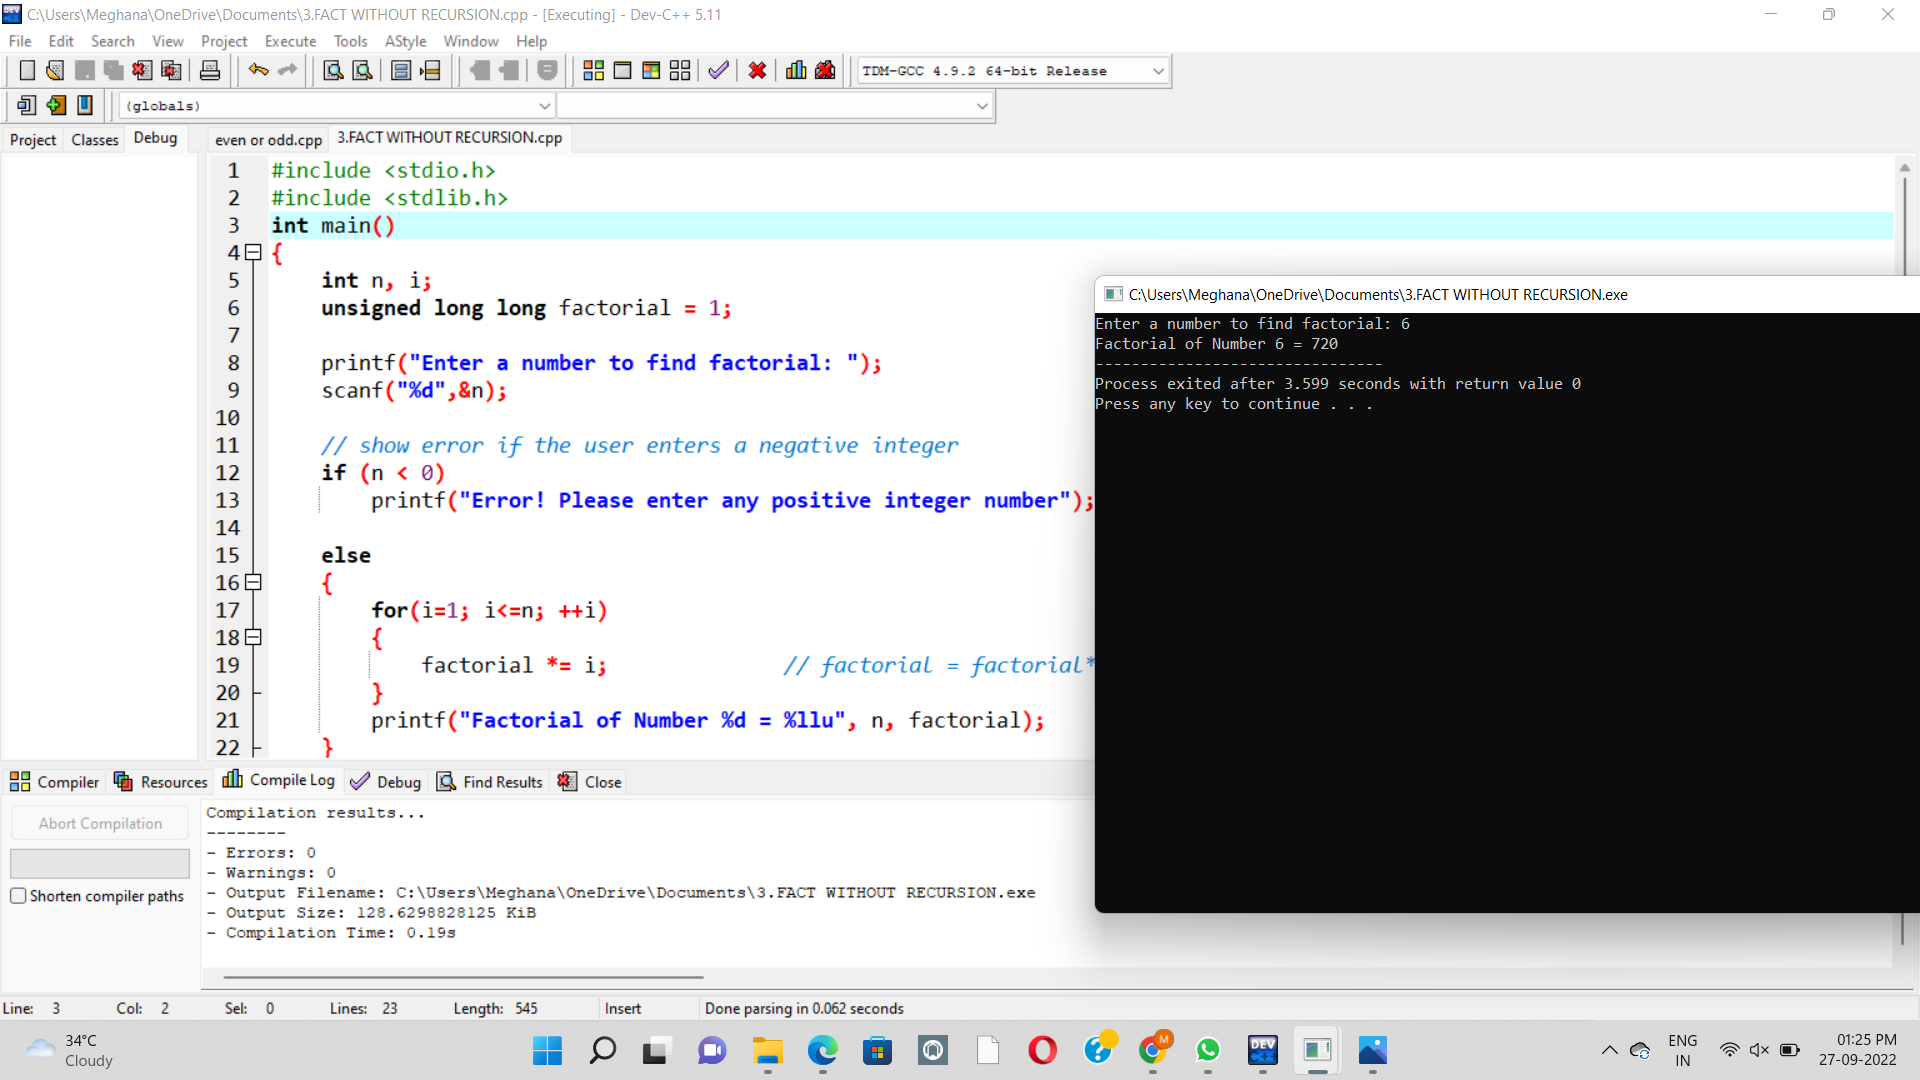 C:\Users\Meghana\OneDrive\Documents\3.FACT WITHOUT RECURSION.cpp - [Executing] - Dev-C++ 5.11
File Edit Search View Project Execute Tools AStyle Window Help
TDM-GCC 4.9.2 64-bit Release
(globals)
Project Classes Debug even or odd.cpp 3.FACT WITHOUT RECURSION.cpp
1 #include <stdio.h>
2 #include <stdlib.h>
3 int main()
4 {
5 int n, i;
6 unsigned long long factorial = 1;
7
8 printf("Enter a number to find factorial: ");
9 scanf("%d",&n);
10
11 // show error if the user enters a negative integer
12 if (n < 0)
13 printf("Error! Please enter any positive integer number");
14
15 else
16 {
17 for(i=1; i<=n; ++i)
18 {
19 factorial *= i; // factorial = factorial*
20 }
21 printf("Factorial of Number %d = %llu", n, factorial);
22 }
C:\Users\Meghana\OneDrive\Documents\3.FACT WITHOUT RECURSION.exe
Enter a number to find factorial: 6
Factorial of Number 6 = 720
--------------------------------
Process exited after 3.599 seconds with return value 0
Press any key to continue . . .
Compiler Resources Compile Log Debug Find Results Close
Abort Compilation
Shorten compiler paths
Compilation results...
--------
- Errors: 0
- Warnings: 0
- Output Filename: C:\Users\Meghana\OneDrive\Documents\3.FACT WITHOUT RECURSION.exe
- Output Size: 128.6298828125 KiB
- Compilation Time: 0.19s
Line: 3 Col: 2 Sel: 0 Lines: 23 Length: 545 Insert Done parsing in 0.062 seconds
34°C
Cloudy
M
DEV
C++
ENG
IN
01:25 PM
27-09-2022